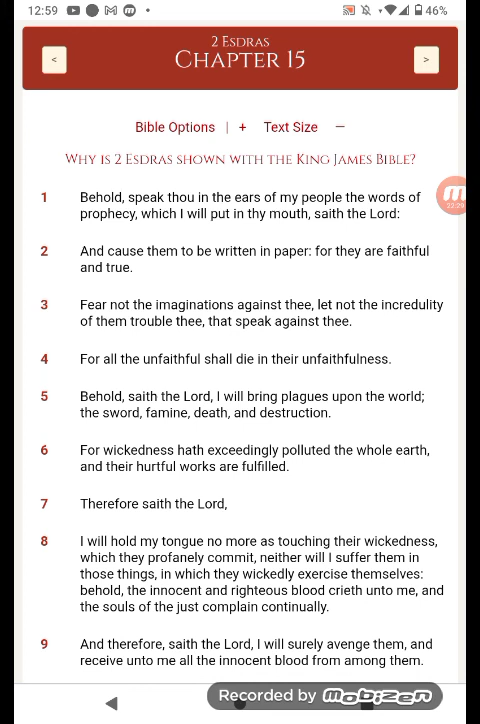 12:59
46%
2 Esdras
Chapter 15
<
>
Bible Options | + Text Size −
Why is 2 Esdras shown with the King James Bible?
1 Behold, speak thou in the ears of my people the words of
prophecy, which I will put in thy mouth, saith the Lord:
2 And cause them to be written in paper: for they are faithful
and true.
3 Fear not the imaginations against thee, let not the incredulity
of them trouble thee, that speak against thee.
4 For all the unfaithful shall die in their unfaithfulness.
5 Behold, saith the Lord, I will bring plagues upon the world;
the sword, famine, death, and destruction.
6 For wickedness hath exceedingly polluted the whole earth,
and their hurtful works are fulfilled.
7 Therefore saith the Lord,
8 I will hold my tongue no more as touching their wickedness,
which they profanely commit, neither will I suffer them in
those things, in which they wickedly exercise themselves:
behold, the innocent and righteous blood crieth unto me, and
the souls of the just complain continually.
9 And therefore, saith the Lord, I will surely avenge them, and
receive unto me all the innocent blood from among them.
Recorded by mobizen